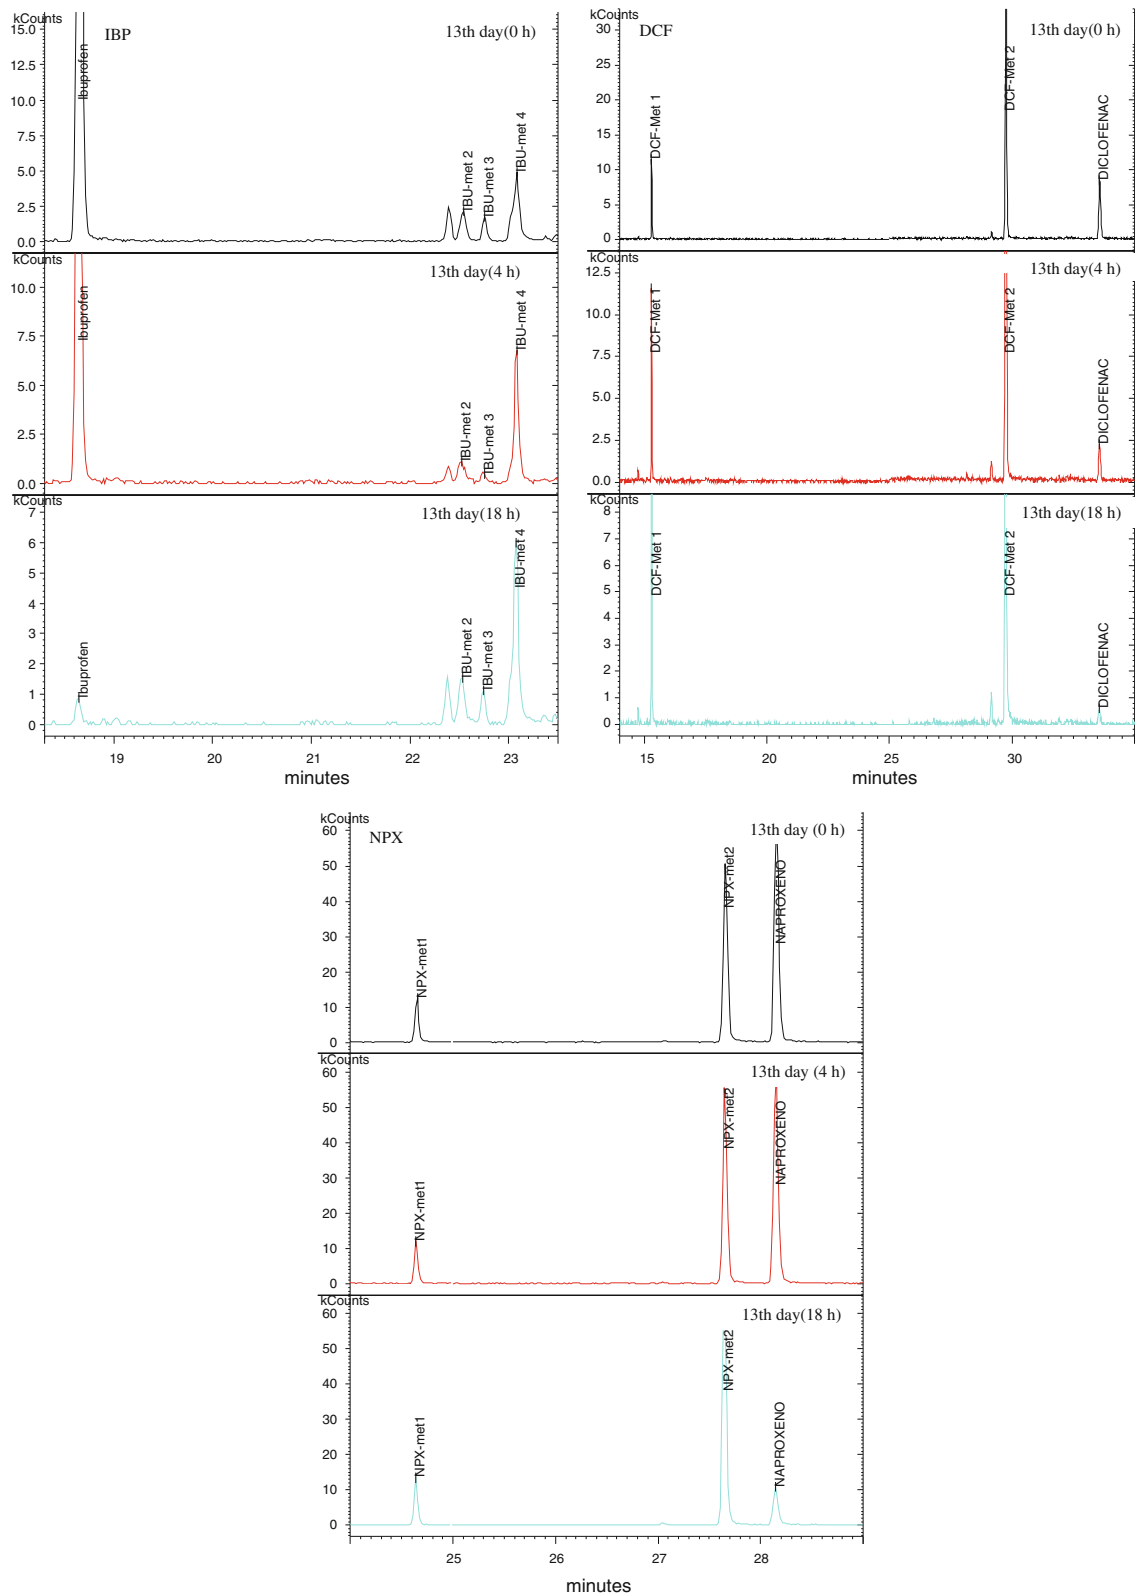 kCounts
IBP
13th day(0 h)
15.0
12.5
10.0
7.5
5.0
2.5
0.0
Ibuprofen
IBU-met 2
IBU-met 3
IBU-met 4
kCounts
13th day(4 h)
10.0
7.5
5.0
2.5
0.0
Ibuprofen
IBU-met 2
IBU-met 3
IBU-met 4
kCounts
13th day(18 h)
7
6
5
4
3
2
1
0
Ibuprofen
IBU-met 2
IBU-met 3
IBU-met 4
19 20 21 22 23
minutes
kCounts
DCF
13th day(0 h)
30
25
20
15
10
5
0
DCF-Met 1
DCF-Met 2
DICLOFENAC
kCounts
13th day(4 h)
12.5
10.0
7.5
5.0
2.5
0.0
DCF-Met 1
DCF-Met 2
DICLOFENAC
kCounts
13th day(18 h)
8
7
6
5
4
3
2
1
0
DCF-Met 1
DCF-Met 2
DICLOFENAC
15 20 25 30
minutes
kCounts
NPX
13th day (0 h)
60
50
40
30
20
10
0
NPX-met1
NPX-met2
NAPROXENO
kCounts
13th day (4 h)
60
50
40
30
20
10
0
NPX-met1
NPX-met2
NAPROXENO
kCounts
13th day(18 h)
60
50
40
30
20
10
0
NPX-met1
NPX-met2
NAPROXENO
25 26 27 28
minutes